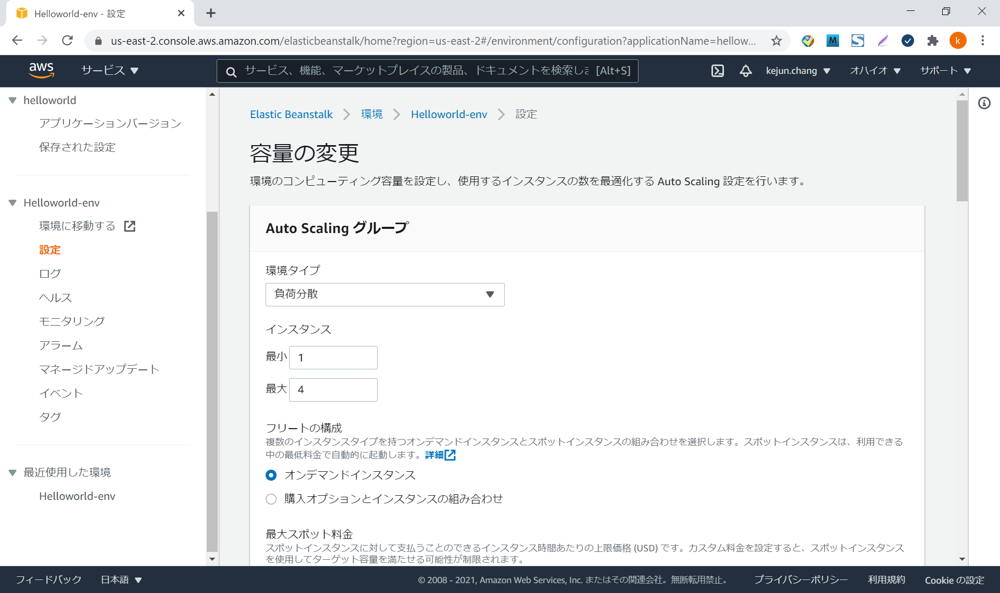 Helloworld-env - 設定
us-east-2.console.aws.amazon.com/elasticbeanstalk/home?region=us-east-2#/environment/configuration?applicationName=hellow...
M
S
k
aws
サービス
サービス、機能、マーケットプレイスの製品、ドキュメントを検索しま [Alt+S]
kejun.chang
オハイオ
サポート
helloworld
アプリケーションバージョン
保存された設定
Helloworld-env
環境に移動する
設定
ログ
ヘルス
モニタリング
アラーム
マネージドアップデート
イベント
タグ
最近使用した環境
Helloworld-env
Elastic Beanstalk
環境
Helloworld-env
設定
容量の変更
環境のコンピューティング容量を設定し、使用するインスタンスの数を最適化する Auto Scaling 設定を行います。
Auto Scaling グループ
環境タイプ
負荷分散
インスタンス
最小 1
最大 4
フリートの構成
複数のインスタンスタイプを持つオンデマンドインスタンスとスポットインスタンスの組み合わせを選択します。スポットインスタンスは、利用できる
中の最低料金で自動的に起動します。詳細
オンデマンドインスタンス
購入オプションとインスタンスの組み合わせ
最大スポット料金
スポットインスタンスに対して支払うことのできるインスタンス時間あたりの上限価格 (USD) です。カスタム料金を設定すると、スポットインスタンス
を使用してターゲット容量を満たせる可能性が制限されます。
フィードバック
日本語
© 2008 - 2021, Amazon Web Services, Inc. またはその関連会社。無断転用禁止。
プライバシーポリシー
利用規約
Cookie の設定